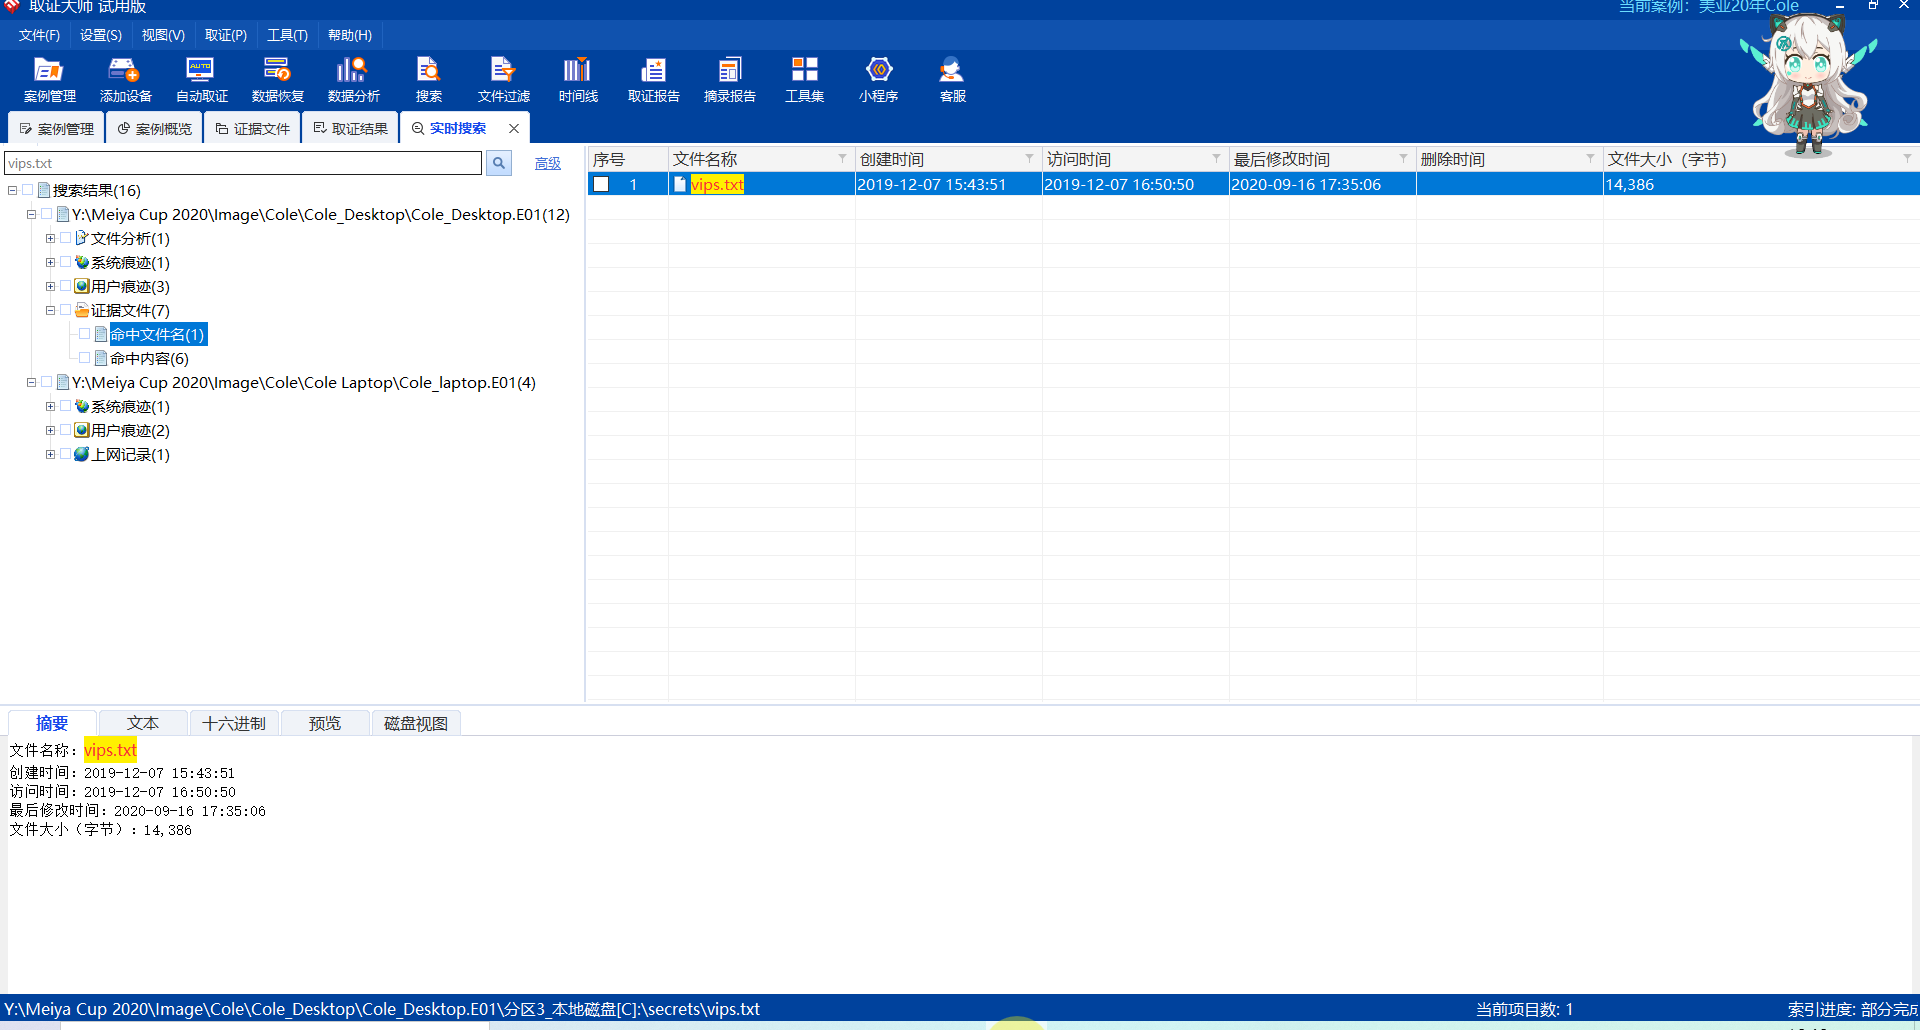 取证大师 试用版
当前案例：美亚20年Cole
文件(F) 设置(S) 视图(V) 取证(P) 工具(T) 帮助(H)
案例管理 添加设备 自动取证 数据恢复 数据分析 搜索 文件过滤 时间线 取证报告 摘录报告 工具集 小程序 客服
案例管理 案例概览 证据文件 取证结果 实时搜索
vips.txt 高级
搜索结果(16)
Y:\Meiya Cup 2020\Image\Cole\Cole_Desktop\Cole_Desktop.E01(12)
文件分析(1)
系统痕迹(1)
用户痕迹(3)
证据文件(7)
命中文件名(1)
命中内容(6)
Y:\Meiya Cup 2020\Image\Cole\Cole Laptop\Cole_laptop.E01(4)
系统痕迹(1)
用户痕迹(2)
上网记录(1)
序号 文件名称 创建时间 访问时间 最后修改时间 删除时间 文件大小（字节）
1 vips.txt 2019-12-07 15:43:51 2019-12-07 16:50:50 2020-09-16 17:35:06 14,386
摘要 文本 十六进制 预览 磁盘视图
文件名称：vips.txt
创建时间：2019-12-07 15:43:51
访问时间：2019-12-07 16:50:50
最后修改时间：2020-09-16 17:35:06
文件大小（字节）：14,386
Y:\Meiya Cup 2020\Image\Cole\Cole_Desktop\Cole_Desktop.E01\分区3_本地磁盘[C]:\secrets\vips.txt
当前项目数: 1
索引进度: 部分完成